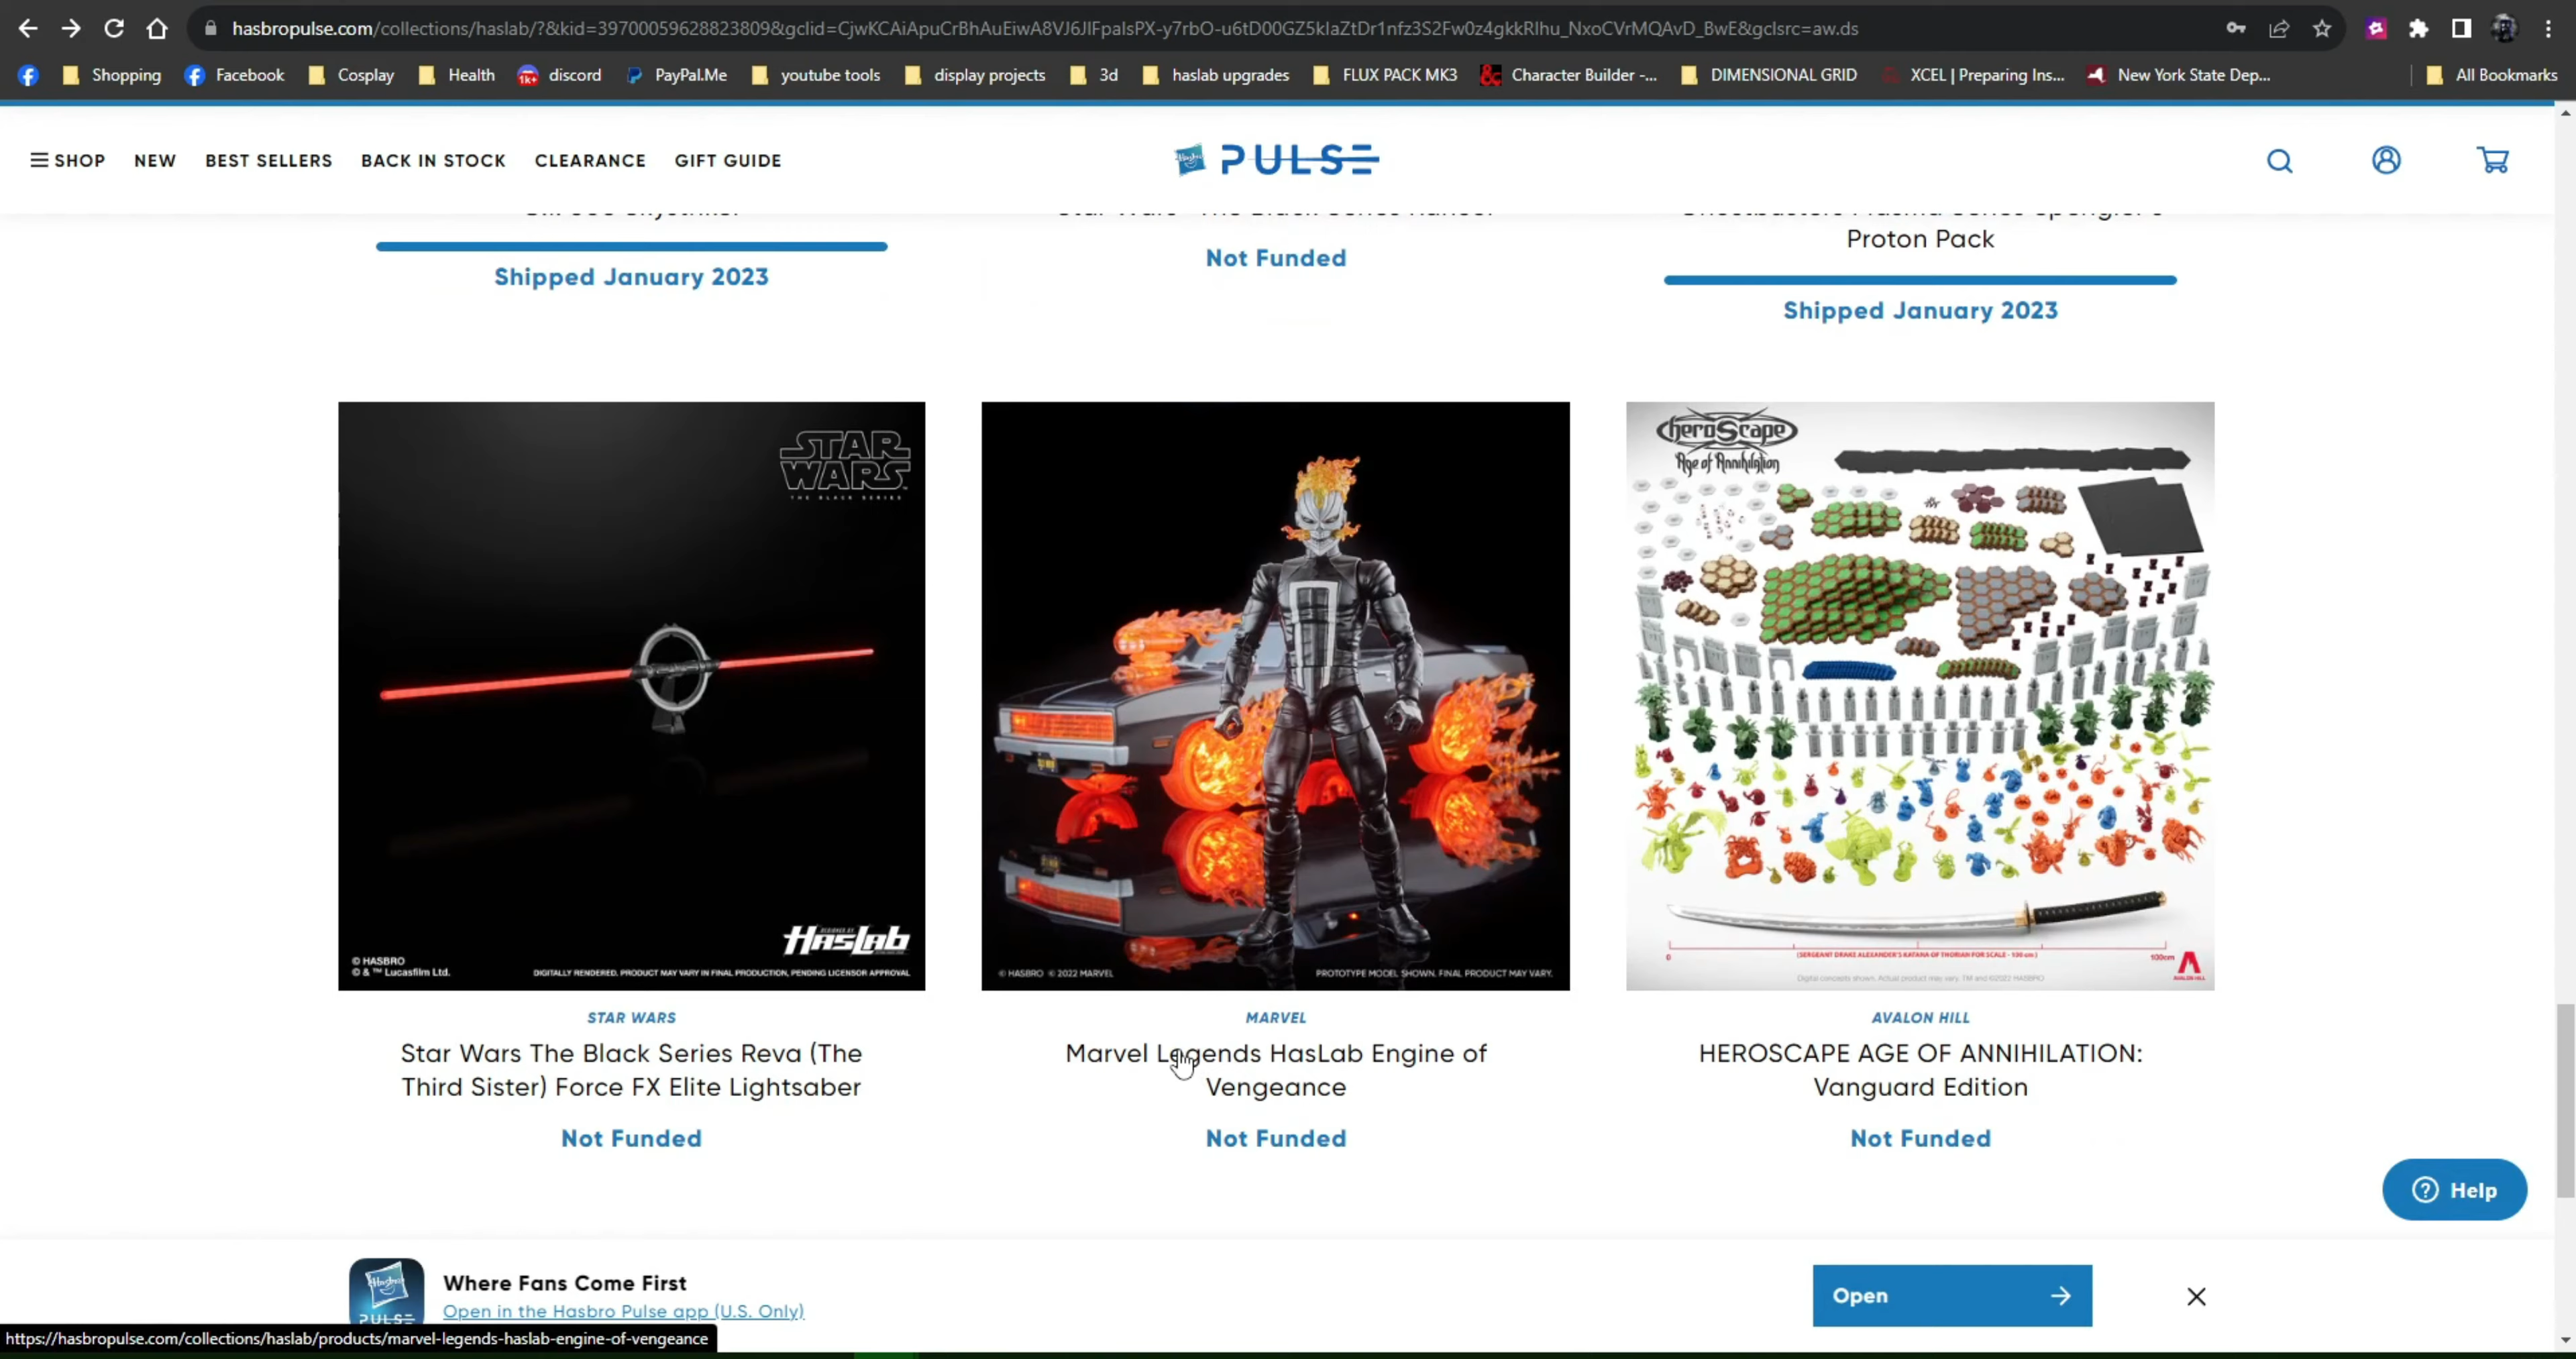 hasbropulse.com/collections/haslab/?&kid=39700059628823809&gclid=CjwKCAiApuCrBhAuEiwA8VJ6JIFpalsPX-y7rbO-u6tD00GZ5klaZtDr1nfz3S2Fw0z4gkkRIhu_NxoCVrMQAvD_BwE&gclsrc=aw.ds
Shopping Facebook Cosplay Health discord PayPal.Me youtube tools display projects 3d haslab upgrades FLUX PACK MK3 Character Builder -... DIMENSIONAL GRID XCEL | Preparing Ins... New York State Dep... All Bookmarks
SHOP NEW BEST SELLERS BACK IN STOCK CLEARANCE GIFT GUIDE
Hasbro PULSE
Proton Pack
Not Funded
Shipped January 2023
Shipped January 2023
STAR WARS
THE BLACK SERIES
HASLAB
© HASBRO
© & ™ Lucasfilm Ltd.
DIGITALLY RENDERED. PRODUCT MAY VARY IN FINAL PRODUCTION, PENDING LICENSOR APPROVAL
© HASBRO © 2022 MARVEL
PROTOTYPE MODEL SHOWN. FINAL PRODUCT MAY VARY.
heroScape
Age of Annihilation
(SERGEANT DRAKE ALEXANDER'S KATANA OF THORIAN FOR SCALE - 100 cm)
0 100cm
AVALON HILL
Digital concepts shown. Actual product may vary. TM and ©2022 HASBRO
STAR WARS
Star Wars The Black Series Reva (The
Third Sister) Force FX Elite Lightsaber
Not Funded
MARVEL
Marvel Legends HasLab Engine of
Vengeance
Not Funded
AVALON HILL
HEROSCAPE AGE OF ANNIHILATION:
Vanguard Edition
Not Funded
Help
Hasbro
PULSE
Where Fans Come First
Open in the Hasbro Pulse app (U.S. Only)
Open
https://hasbropulse.com/collections/haslab/products/marvel-legends-haslab-engine-of-vengeance